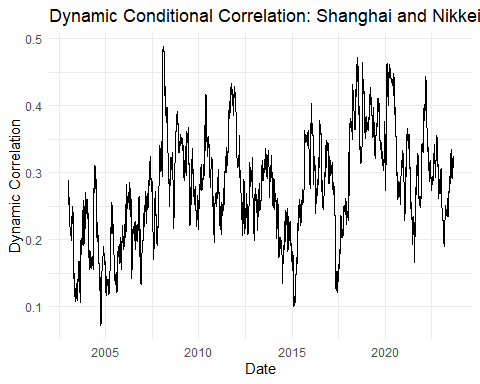 Dynamic Conditional Correlation: Shanghai and Nikkei
0.5
0.4
0.3
0.2
0.1
Dynamic Correlation
2005 2010 2015 2020
Date